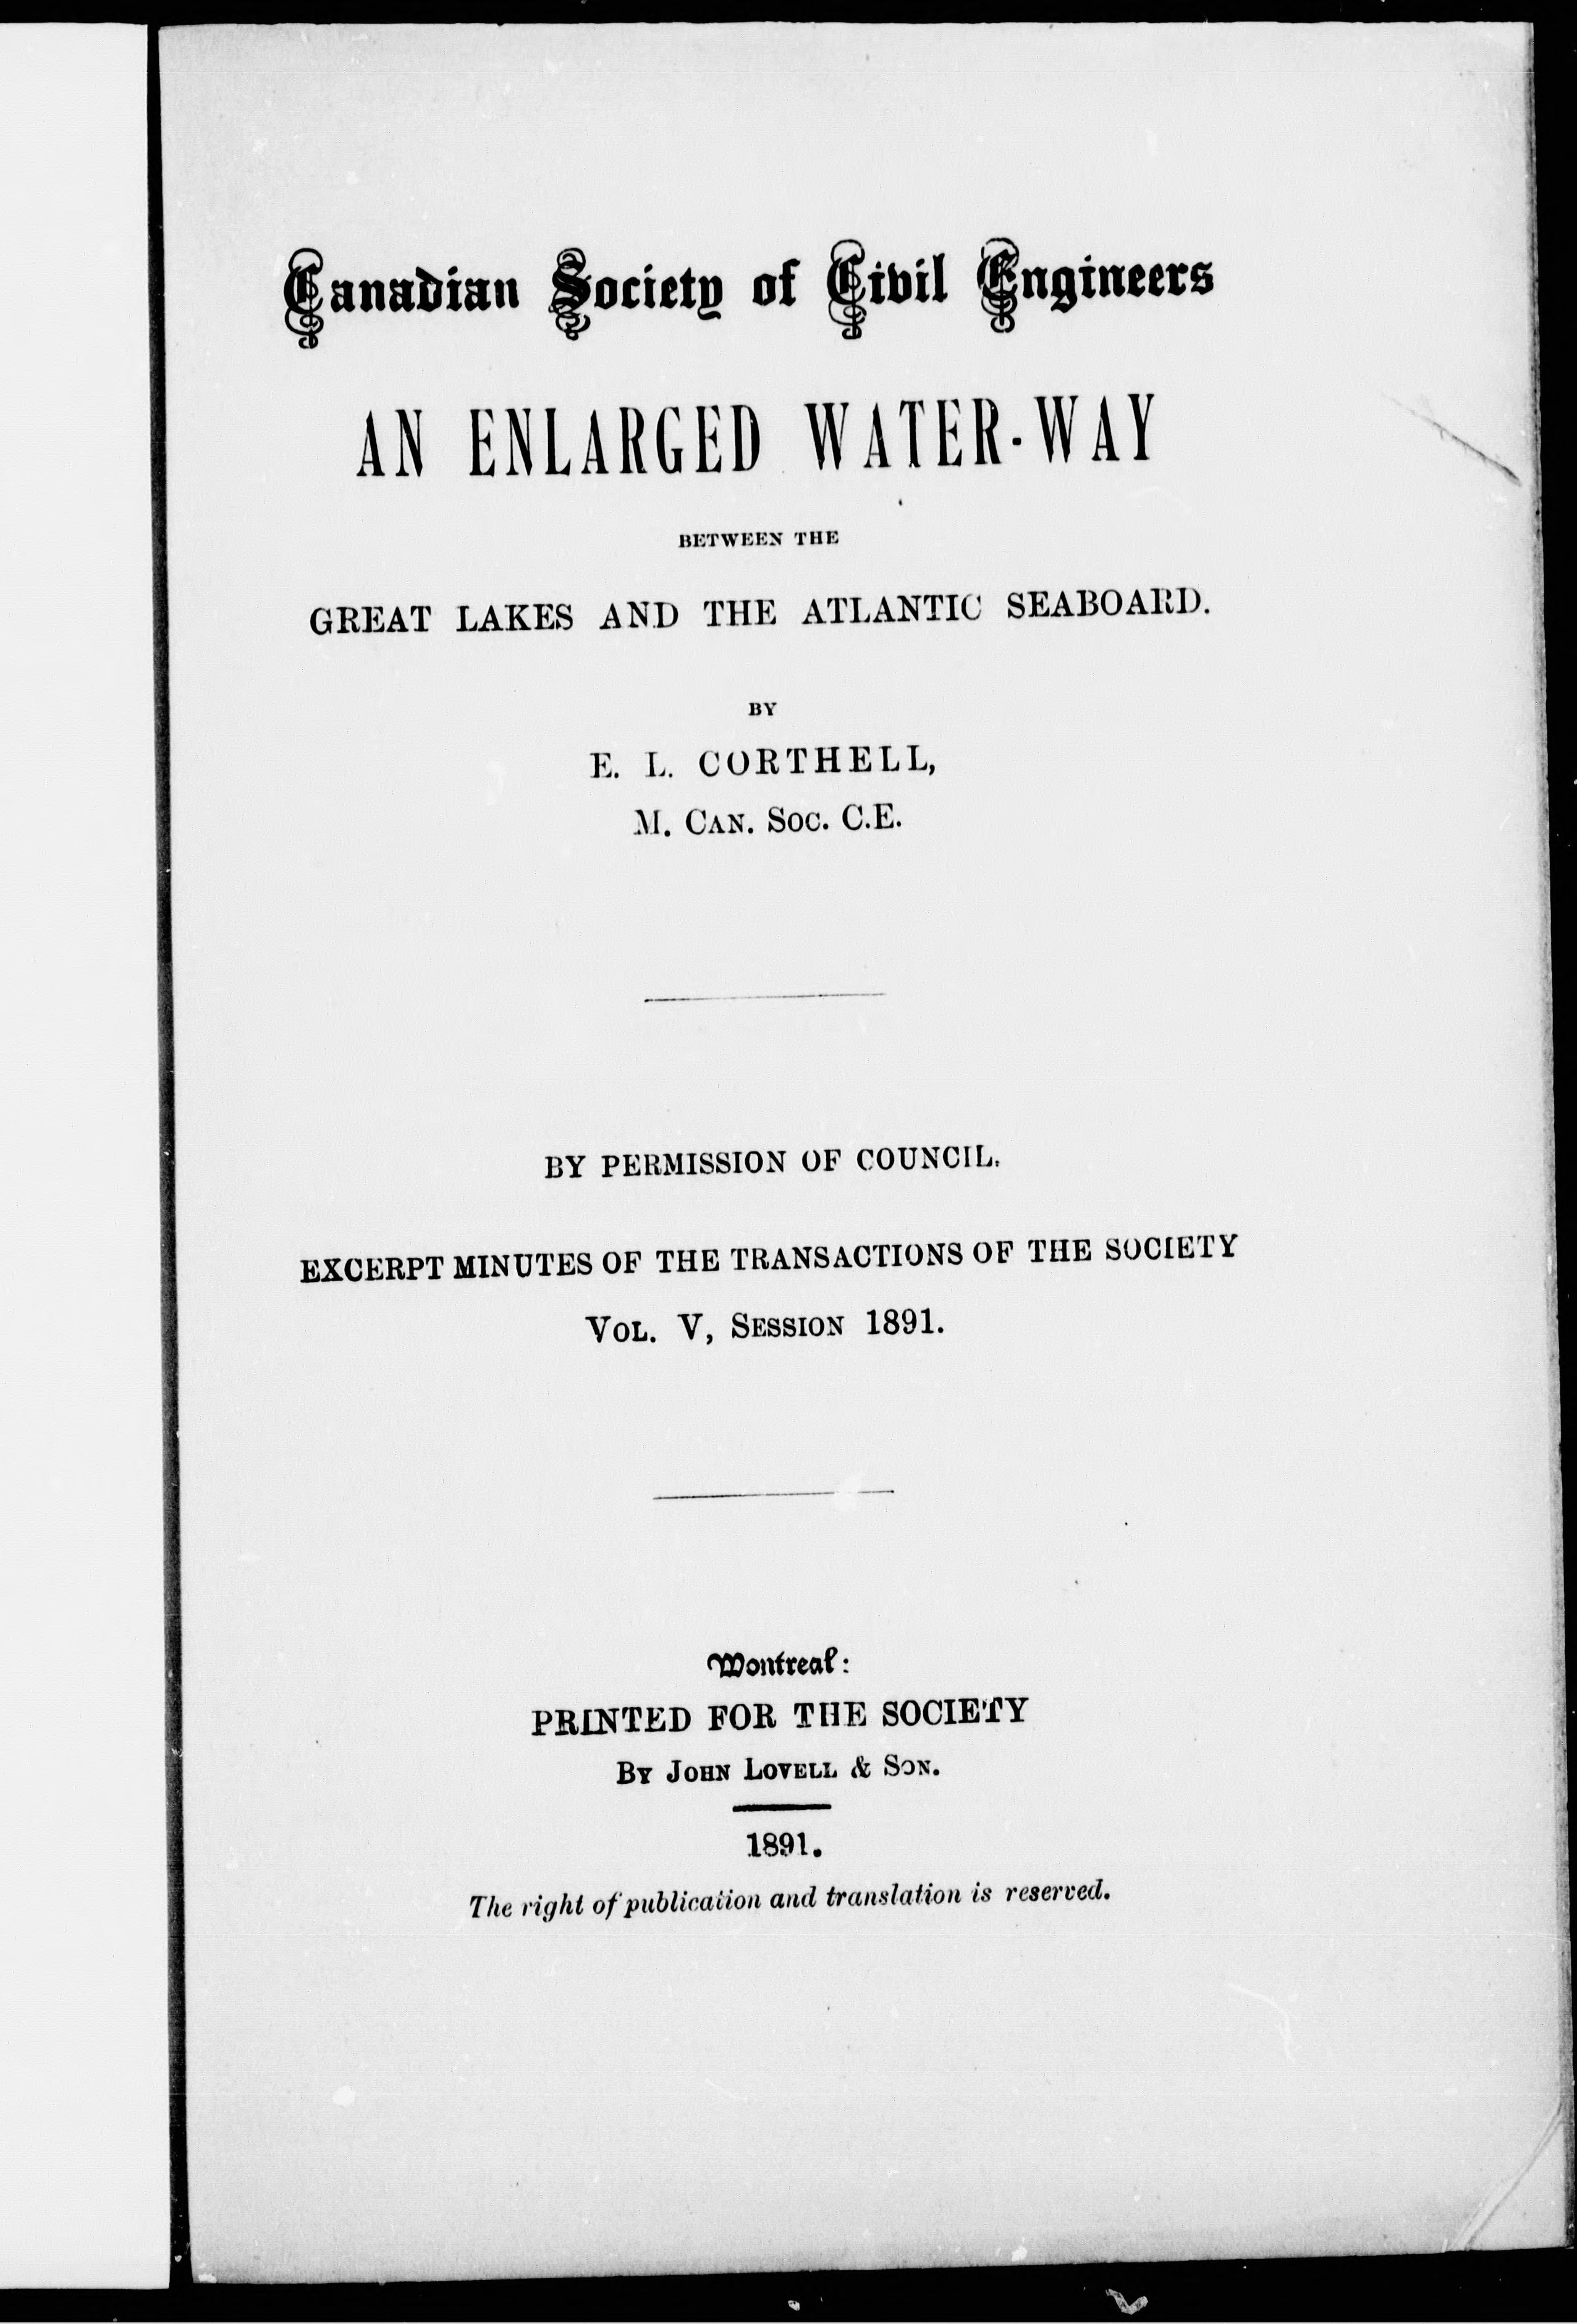 Canadian Society of Civil Engineers
AN ENLARGED WATER-WAY
BETWEEN THE
GREAT LAKES AND THE ATLANTIC SEABOARD.
BY
E. L. CORTHELL,
M. CAN. SOC. C.E.
BY PERMISSION OF COUNCIL.
EXCERPT MINUTES OF THE TRANSACTIONS OF THE SOCIETY
VOL. V, SESSION 1891.
Montreal:
PRINTED FOR THE SOCIETY
BY JOHN LOVELL & SON.
1891.
The right of publication and translation is reserved.